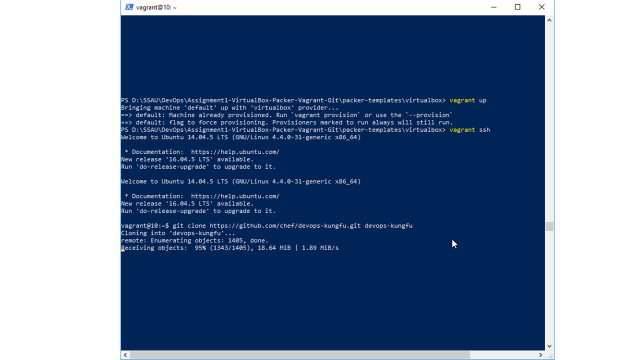 vagrant@10: ~
PS D:\SSAU\DevOps\Assignment1-VirtualBox-Packer-Vagrant-Git\packer-templates\virtualbox> vagrant up
Bringing machine 'default' up with 'virtualbox' provider...
==> default: Machine already provisioned. Run `vagrant provision` or use the `--provision`
==> default: flag to force provisioning. Provisioners marked to run always will still run.
PS D:\SSAU\DevOps\Assignment1-VirtualBox-Packer-Vagrant-Git\packer-templates\virtualbox> vagrant ssh
Welcome to Ubuntu 14.04.5 LTS (GNU/Linux 4.4.0-31-generic x86_64)
* Documentation: https://help.ubuntu.com/
New release '16.04.5 LTS' available.
Run 'do-release-upgrade' to upgrade to it.
Welcome to Ubuntu 14.04.5 LTS (GNU/Linux 4.4.0-31-generic x86_64)
* Documentation: https://help.ubuntu.com/
New release '16.04.5 LTS' available.
Run 'do-release-upgrade' to upgrade to it.
vagrant@10:~$ git clone https://github.com/chef/devops-kungfu.git devops-kungfu
Cloning into 'devops-kungfu'...
remote: Enumerating objects: 1405, done.
Receiving objects: 95% (1343/1405), 18.64 MiB | 1.89 MiB/s